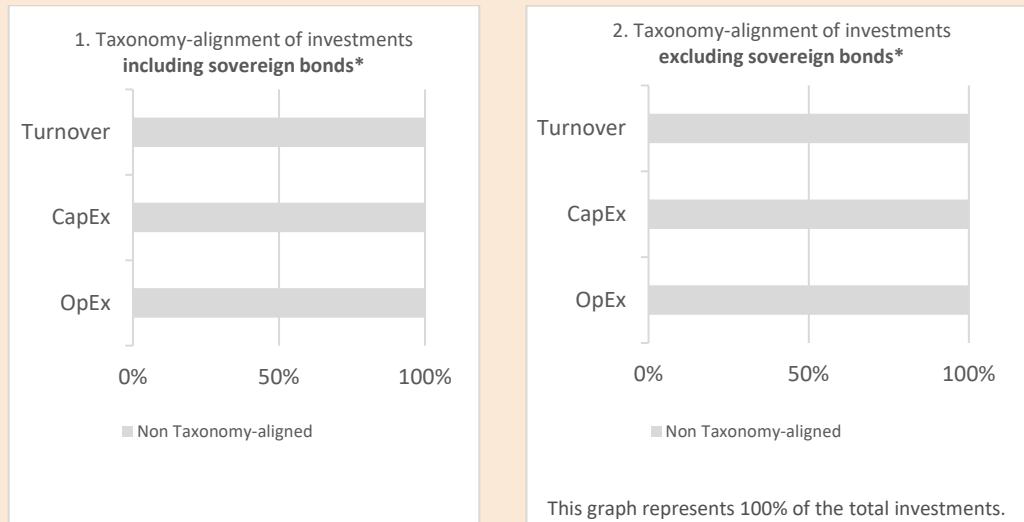 1. Taxonomy-alignment of investments
including sovereign bonds*
Turnover
CapEx
OpEx
0% 50% 100%
Non Taxonomy-aligned
2. Taxonomy-alignment of investments
excluding sovereign bonds*
Turnover
CapEx
OpEx
0% 50% 100%
Non Taxonomy-aligned
This graph represents 100% of the total investments.